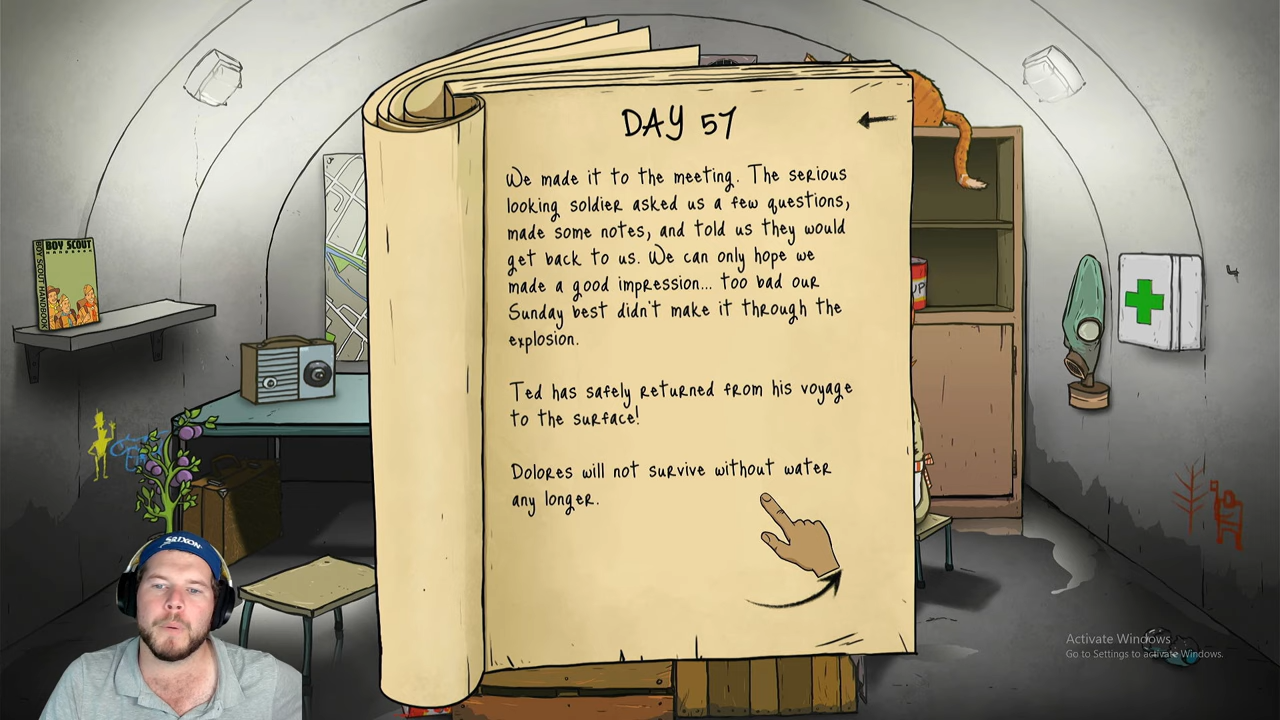 DAY 57
We made it to the meeting. The serious
looking soldier asked us a few questions,
made some notes, and told us they would
get back to us. We can only hope we
made a good impression... too bad our
Sunday best didn't make it through the
explosion.
Ted has safely returned from his voyage
to the surface!
Dolores will not survive without water
any longer.
BOY SCOUT
HANDBOOK
BOY SCOUT HANDBOOK
UP
SRIXON
Activate Windows
Go to Settings to activate Windows.